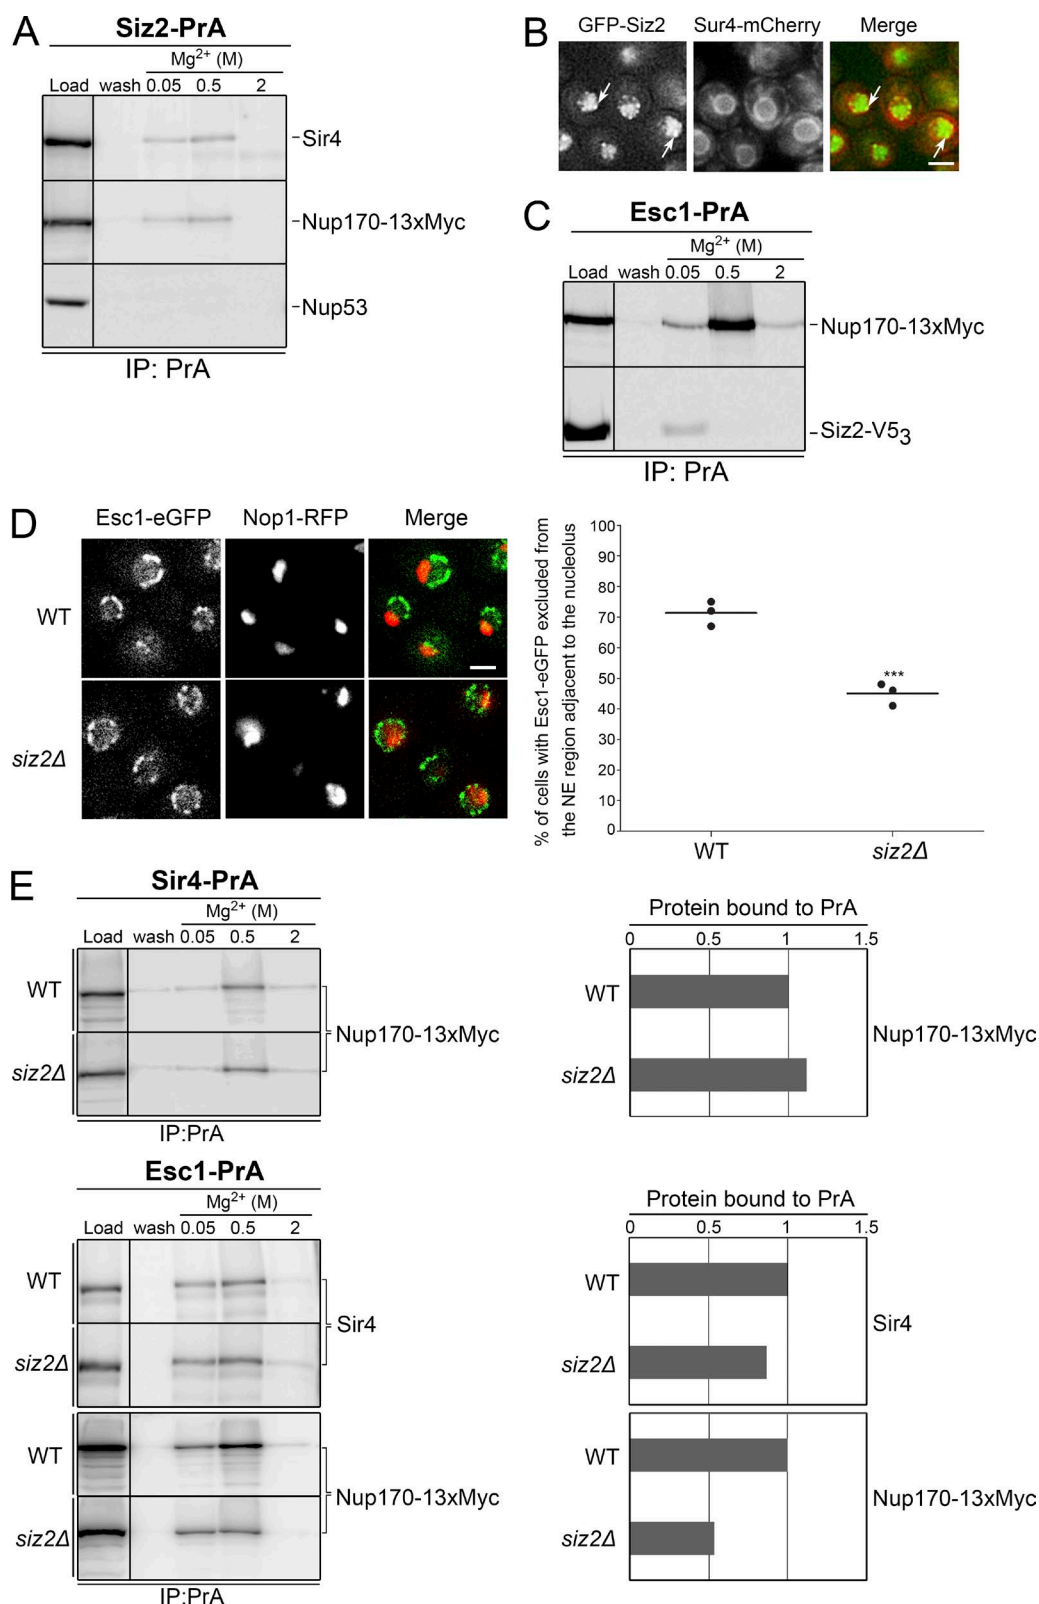 A
Siz2-PrA
Mg2+ (M)
Load wash 0.05 0.5 2
Sir4
Nup170-13xMyc
Nup53
IP: PrA
B
GFP-Siz2 Sur4-mCherry Merge
C
Esc1-PrA
Mg2+ (M)
Load wash 0.05 0.5 2
Nup170-13xMyc
Siz2-V53
IP: PrA
D
Esc1-eGFP Nop1-RFP Merge
WT
siz2Δ
% of cells with Esc1-eGFP excluded from
the NE region adjacent to the nucleolus
100
90
80
70
60
50
40
30
20
10
0
***
WT siz2Δ
E
Sir4-PrA
Mg2+ (M)
Load wash 0.05 0.5 2
WT
siz2Δ
Nup170-13xMyc
IP:PrA
Protein bound to PrA
0 0.5 1 1.5
WT
siz2Δ
Nup170-13xMyc
Esc1-PrA
Mg2+ (M)
Load wash 0.05 0.5 2
WT
siz2Δ
Sir4
WT
siz2Δ
Nup170-13xMyc
IP:PrA
Protein bound to PrA
0 0.5 1 1.5
WT
siz2Δ
Sir4
WT
siz2Δ
Nup170-13xMyc